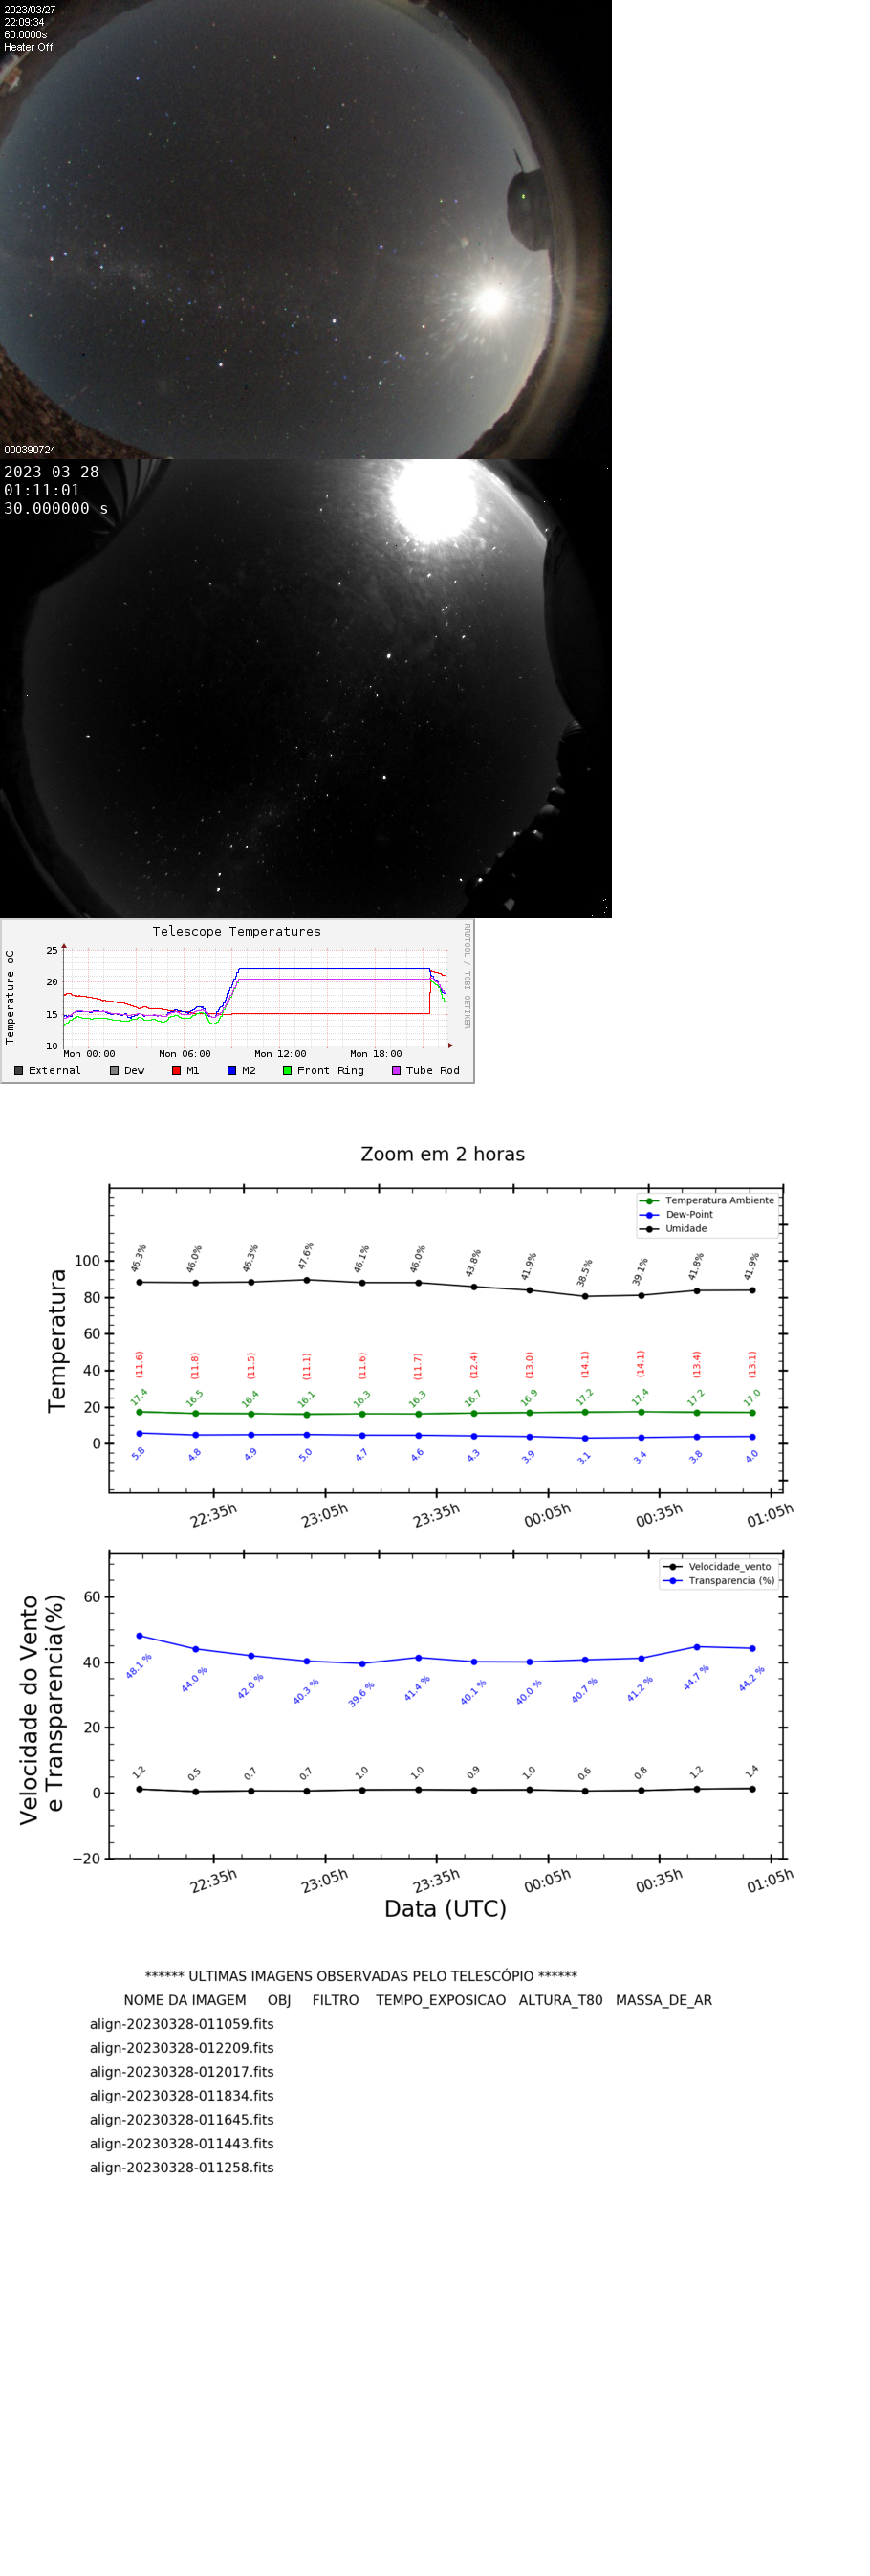 2023/03/27
22:09:34
60.0000s
Heater Off
000390724
2023-03-28
01:11:01
30.000000 s
Telescope Temperatures
RRDTOOL / TOBI OETIKER
Temperature oC
25
20
15
10
Mon 00:00 Mon 06:00 Mon 12:00 Mon 18:00
External Dew M1 M2 Front Ring Tube Rod
Zoom em 2 horas
Temperatura Ambiente
Dew-Point
Umidade
Temperatura
100
80
60
40
20
0
46.3% 46.0% 46.3% 47.6% 46.1% 46.0% 43.8% 41.9% 38.5% 39.1% 41.8% 41.9%
(11.6) (11.8) (11.5) (11.1) (11.6) (11.7) (12.4) (13.0) (14.1) (14.1) (13.4) (13.1)
17.4 16.5 16.4 16.1 16.3 16.3 16.7 16.9 17.2 17.4 17.2 17.0
5.8 4.8 4.9 5.0 4.7 4.6 4.3 3.9 3.1 3.4 3.8 4.0
22:35h 23:05h 23:35h 00:05h 00:35h 01:05h
Velocidade_vento
Transparencia (%)
Velocidade do Vento
e Transparencia(%)
60
40
20
0
−20
48.1 % 44.0 % 42.0 % 40.3 % 39.6 % 41.4 % 40.1 % 40.0 % 40.7 % 41.2 % 44.7 % 44.2 %
1.2 0.5 0.7 0.7 1.0 1.0 0.9 1.0 0.6 0.8 1.2 1.4
22:35h 23:05h 23:35h 00:05h 00:35h 01:05h
Data (UTC)
****** ULTIMAS IMAGENS OBSERVADAS PELO TELESCÓPIO ******
NOME DA IMAGEM OBJ FILTRO TEMPO_EXPOSICAO ALTURA_T80 MASSA_DE_AR
align-20230328-011059.fits
align-20230328-012209.fits
align-20230328-012017.fits
align-20230328-011834.fits
align-20230328-011645.fits
align-20230328-011443.fits
align-20230328-011258.fits